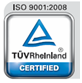 ISO 9001:2008
TÜVRheinland
CERTIFIED